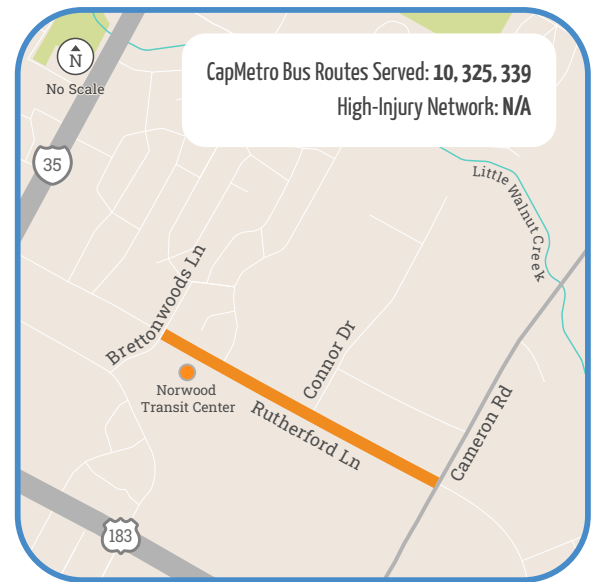 N
No Scale
CapMetro Bus Routes Served: 10, 325, 339
High-Injury Network: N/A
35
Little Walnut Creek
Brettonwoods Ln
Connor Dr
Norwood
Transit Center
Rutherford Ln
Cameron Rd
183